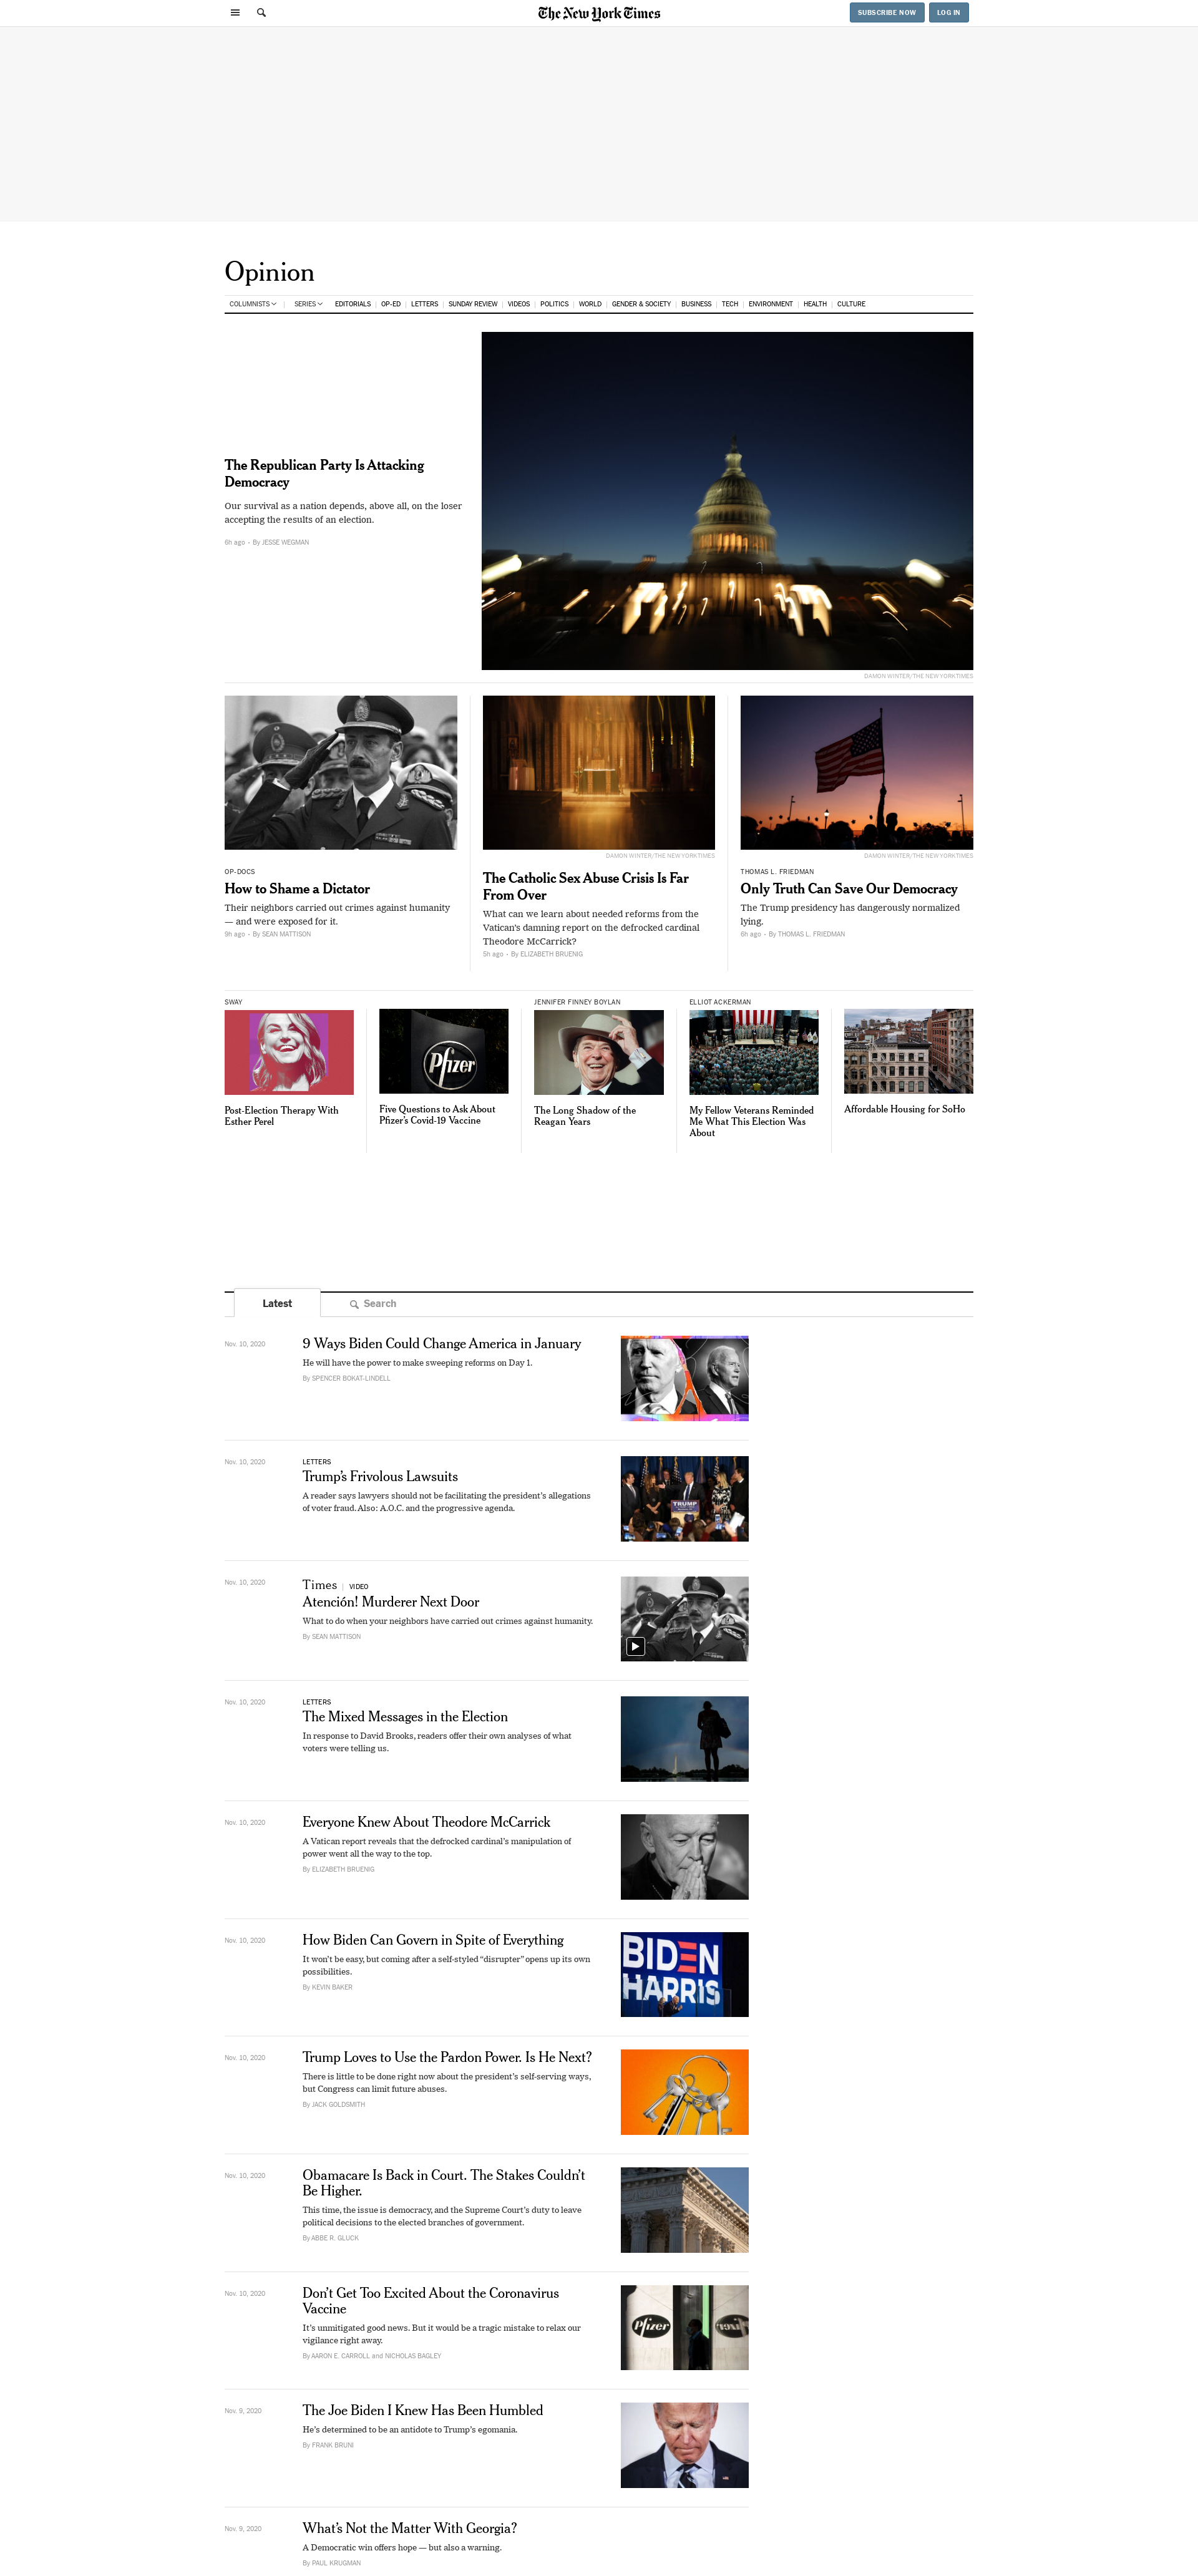 The New York Times
SUBSCRIBE NOW
LOG IN
Opinion
COLUMNISTS
SERIES
EDITORIALS
OP-ED
LETTERS
SUNDAY REVIEW
VIDEOS
POLITICS
WORLD
GENDER & SOCIETY
BUSINESS
TECH
ENVIRONMENT
HEALTH
CULTURE
The Republican Party Is Attacking
Democracy
Our survival as a nation depends, above all, on the loser
accepting the results of an election.
6h ago • By JESSE WEGMAN
DAMON WINTER/THE NEW YORK TIMES
OP-DOCS
How to Shame a Dictator
Their neighbors carried out crimes against humanity
— and were exposed for it.
9h ago • By SEAN MATTISON
DAMON WINTER/THE NEW YORK TIMES
The Catholic Sex Abuse Crisis Is Far
From Over
What can we learn about needed reforms from the
Vatican's damning report on the defrocked cardinal
Theodore McCarrick?
5h ago • By ELIZABETH BRUENIG
DAMON WINTER/THE NEW YORK TIMES
THOMAS L. FRIEDMAN
Only Truth Can Save Our Democracy
The Trump presidency has dangerously normalized
lying.
6h ago • By THOMAS L. FRIEDMAN
SWAY
Post-Election Therapy With
Esther Perel
Pfizer
Five Questions to Ask About
Pfizer's Covid-19 Vaccine
JENNIFER FINNEY BOYLAN
The Long Shadow of the
Reagan Years
ELLIOT ACKERMAN
My Fellow Veterans Reminded
Me What This Election Was
About
Affordable Housing for SoHo
Latest
Search
Nov. 10, 2020
9 Ways Biden Could Change America in January
He will have the power to make sweeping reforms on Day 1.
By SPENCER BOKAT-LINDELL
Nov. 10, 2020
LETTERS
Trump's Frivolous Lawsuits
A reader says lawyers should not be facilitating the president's allegations
of voter fraud. Also: A.O.C. and the progressive agenda.
TRUMP
Nov. 10, 2020
Times | VIDEO
Atención! Murderer Next Door
What to do when your neighbors have carried out crimes against humanity.
By SEAN MATTISON
Nov. 10, 2020
LETTERS
The Mixed Messages in the Election
In response to David Brooks, readers offer their own analyses of what
voters were telling us.
Nov. 10, 2020
Everyone Knew About Theodore McCarrick
A Vatican report reveals that the defrocked cardinal's manipulation of
power went all the way to the top.
By ELIZABETH BRUENIG
Nov. 10, 2020
How Biden Can Govern in Spite of Everything
It won't be easy, but coming after a self-styled “disrupter” opens up its own
possibilities.
By KEVIN BAKER
BIDEN
HARRIS
Nov. 10, 2020
Trump Loves to Use the Pardon Power. Is He Next?
There is little to be done right now about the president's self-serving ways,
but Congress can limit future abuses.
By JACK GOLDSMITH
Nov. 10, 2020
Obamacare Is Back in Court. The Stakes Couldn't
Be Higher.
This time, the issue is democracy, and the Supreme Court's duty to leave
political decisions to the elected branches of government.
By ABBE R. GLUCK
Nov. 10, 2020
Don't Get Too Excited About the Coronavirus
Vaccine
It's unmitigated good news. But it would be a tragic mistake to relax our
vigilance right away.
By AARON E. CARROLL and NICHOLAS BAGLEY
Pfizer
Pfizer
Nov. 9, 2020
The Joe Biden I Knew Has Been Humbled
He's determined to be an antidote to Trump's egomania.
By FRANK BRUNI
Nov. 9, 2020
What's Not the Matter With Georgia?
A Democratic win offers hope — but also a warning.
By PAUL KRUGMAN